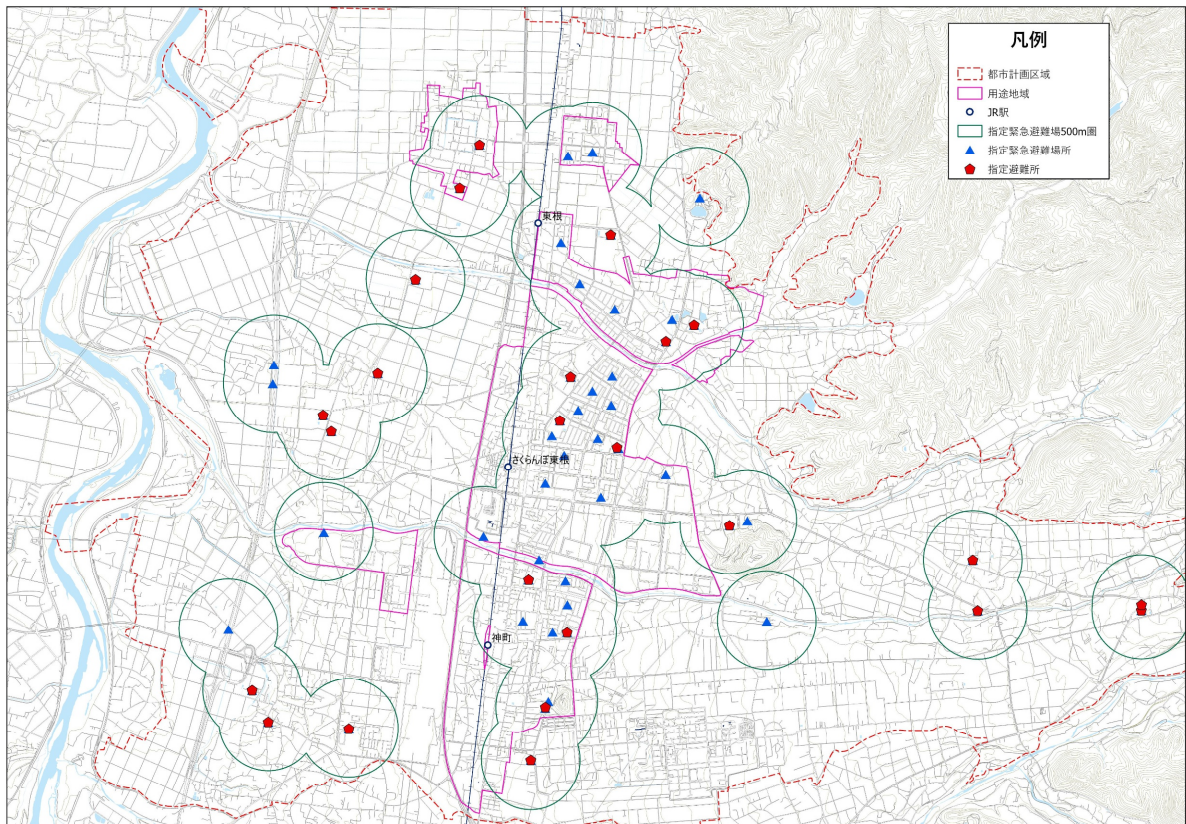 凡例
都市計画区域
用途地域
JR駅
指定緊急避難場500m圏
指定緊急避難場所
指定避難所
東根
さくらんぼ東根
神町